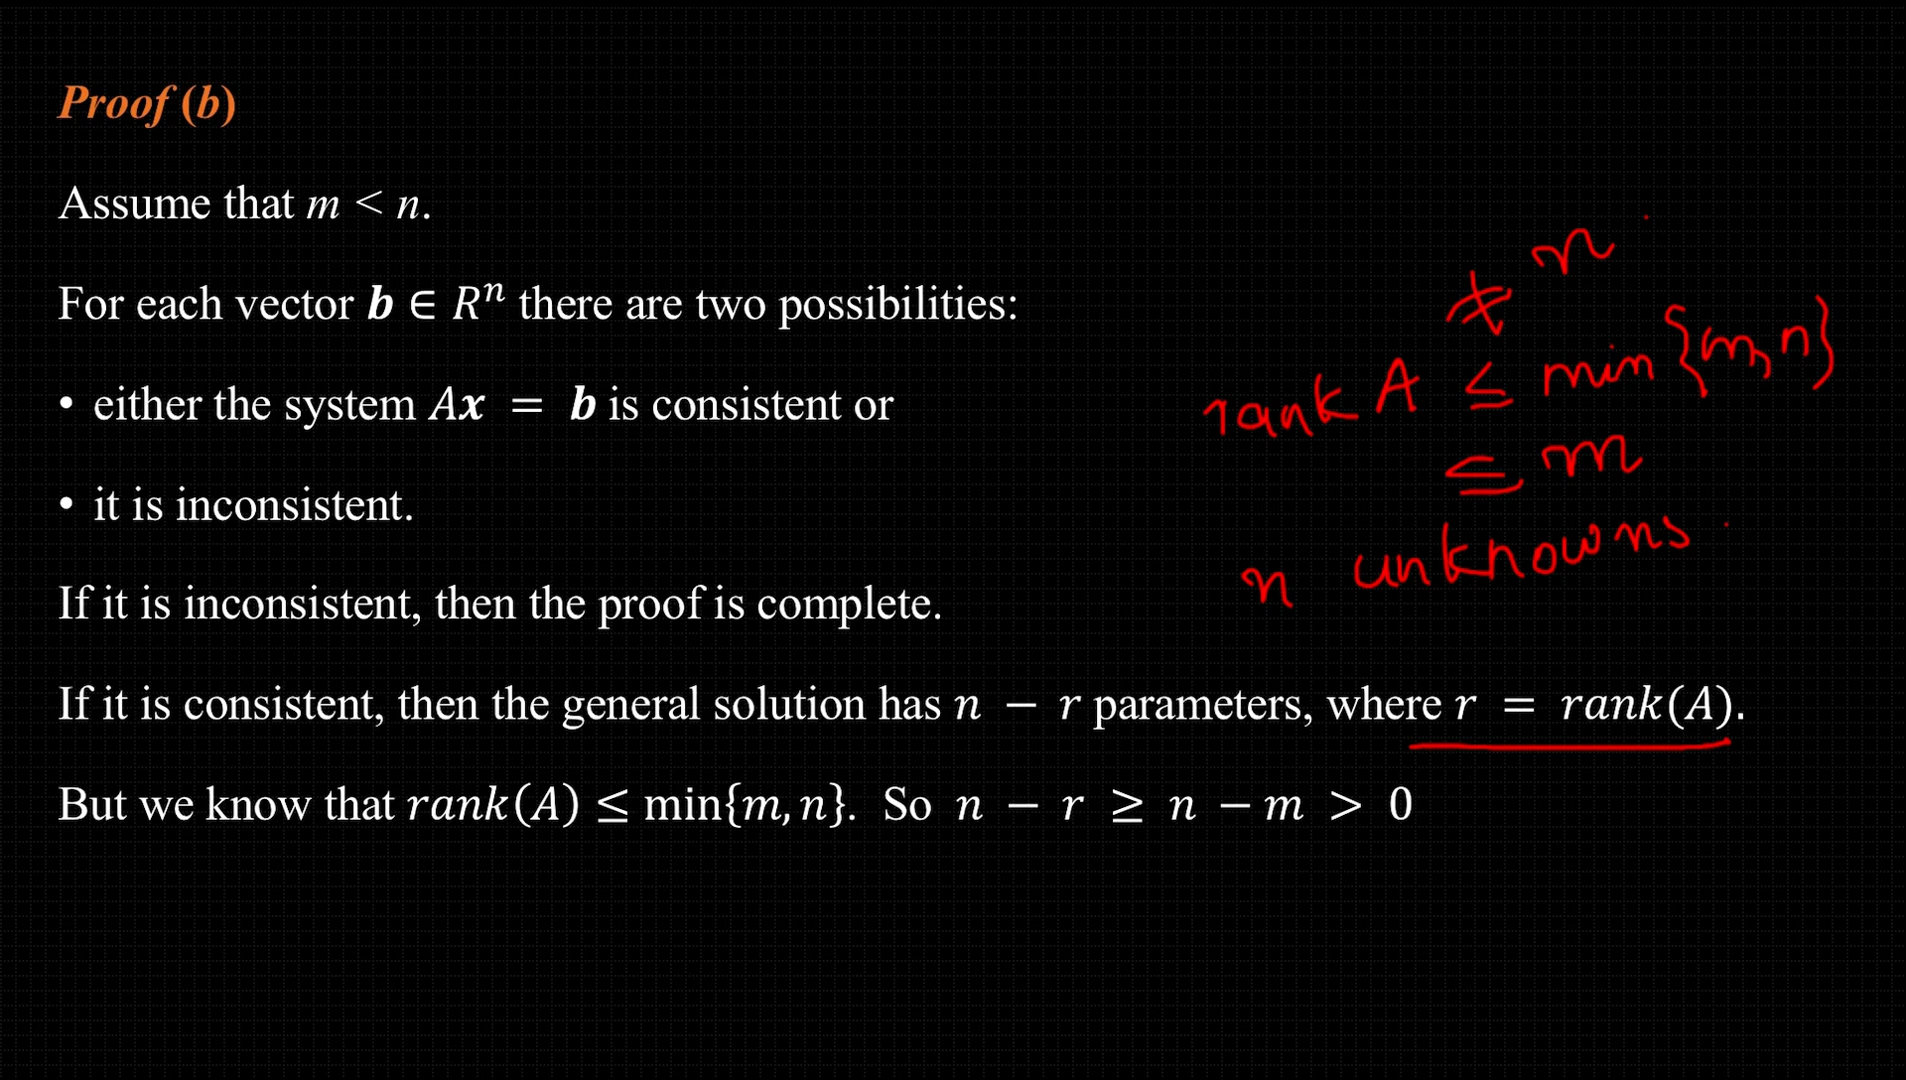 Proof (b)
Assume that m < n.
For each vector b ∈ Rⁿ there are two possibilities:
• either the system Ax = b is consistent or
• it is inconsistent.
If it is inconsistent, then the proof is complete.
If it is consistent, then the general solution has n − r parameters, where r = rank(A).
But we know that rank(A) ≤ min{m, n}. So n − r ≥ n − m > 0
≠ n
rank A ≤ min {m, n}
≤ m
n unknowns